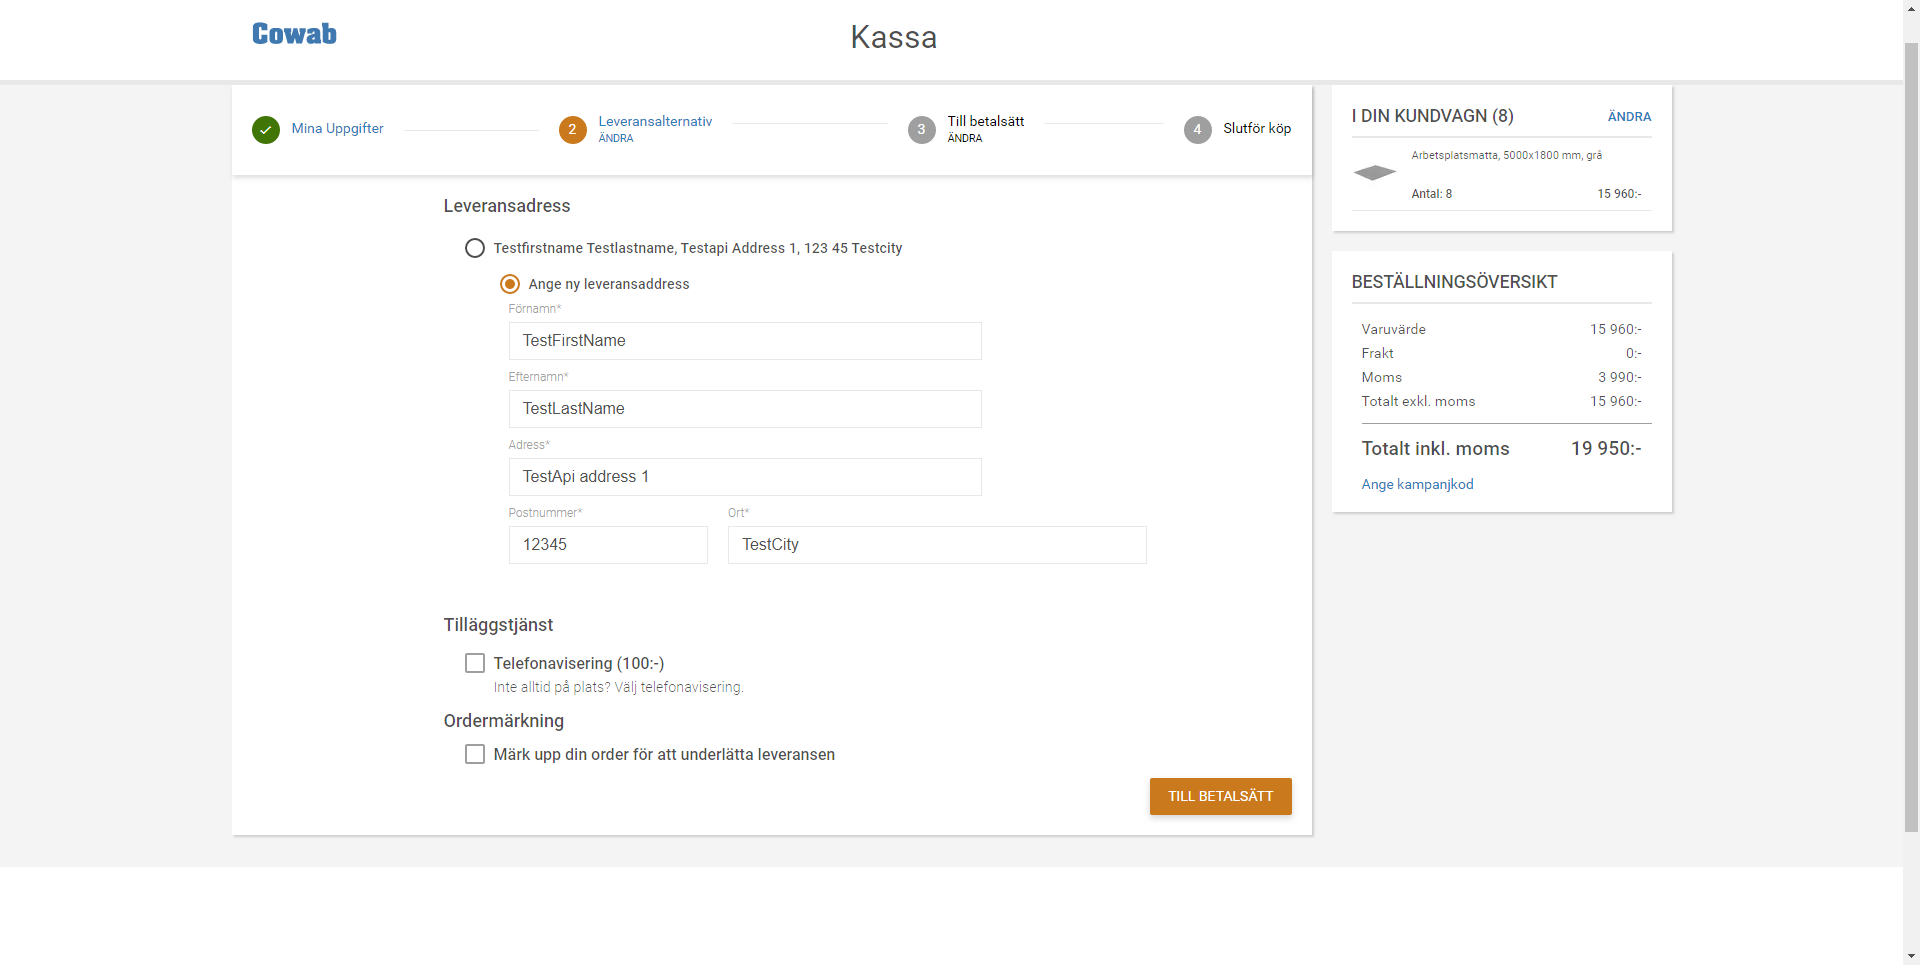 Cowab
Kassa
Mina Uppgifter
2
Leveransalternativ
ÄNDRA
3
Till betalsätt
ÄNDRA
4
Slutför köp
Leveransadress
Testfirstname Testlastname, Testapi Address 1, 123 45 Testcity
Ange ny leveransaddress
Förnamn*
TestFirstName
Efternamn*
TestLastName
Adress*
TestApi address 1
Postnummer* Ort*
12345 TestCity
Tilläggstjänst
Telefonavisering (100:-)
Inte alltid på plats? Välj telefonavisering.
Ordermärkning
Märk upp din order för att underlätta leveransen
TILL BETALSÄTT
I DIN KUNDVAGN (8) ÄNDRA
Arbetsplatsmatta, 5000x1800 mm, grå
Antal: 8 15 960:-
BESTÄLLNINGSÖVERSIKT
Varuvärde 15 960:-
Frakt 0:-
Moms 3 990:-
Totalt exkl. moms 15 960:-
Totalt inkl. moms 19 950:-
Ange kampanjkod